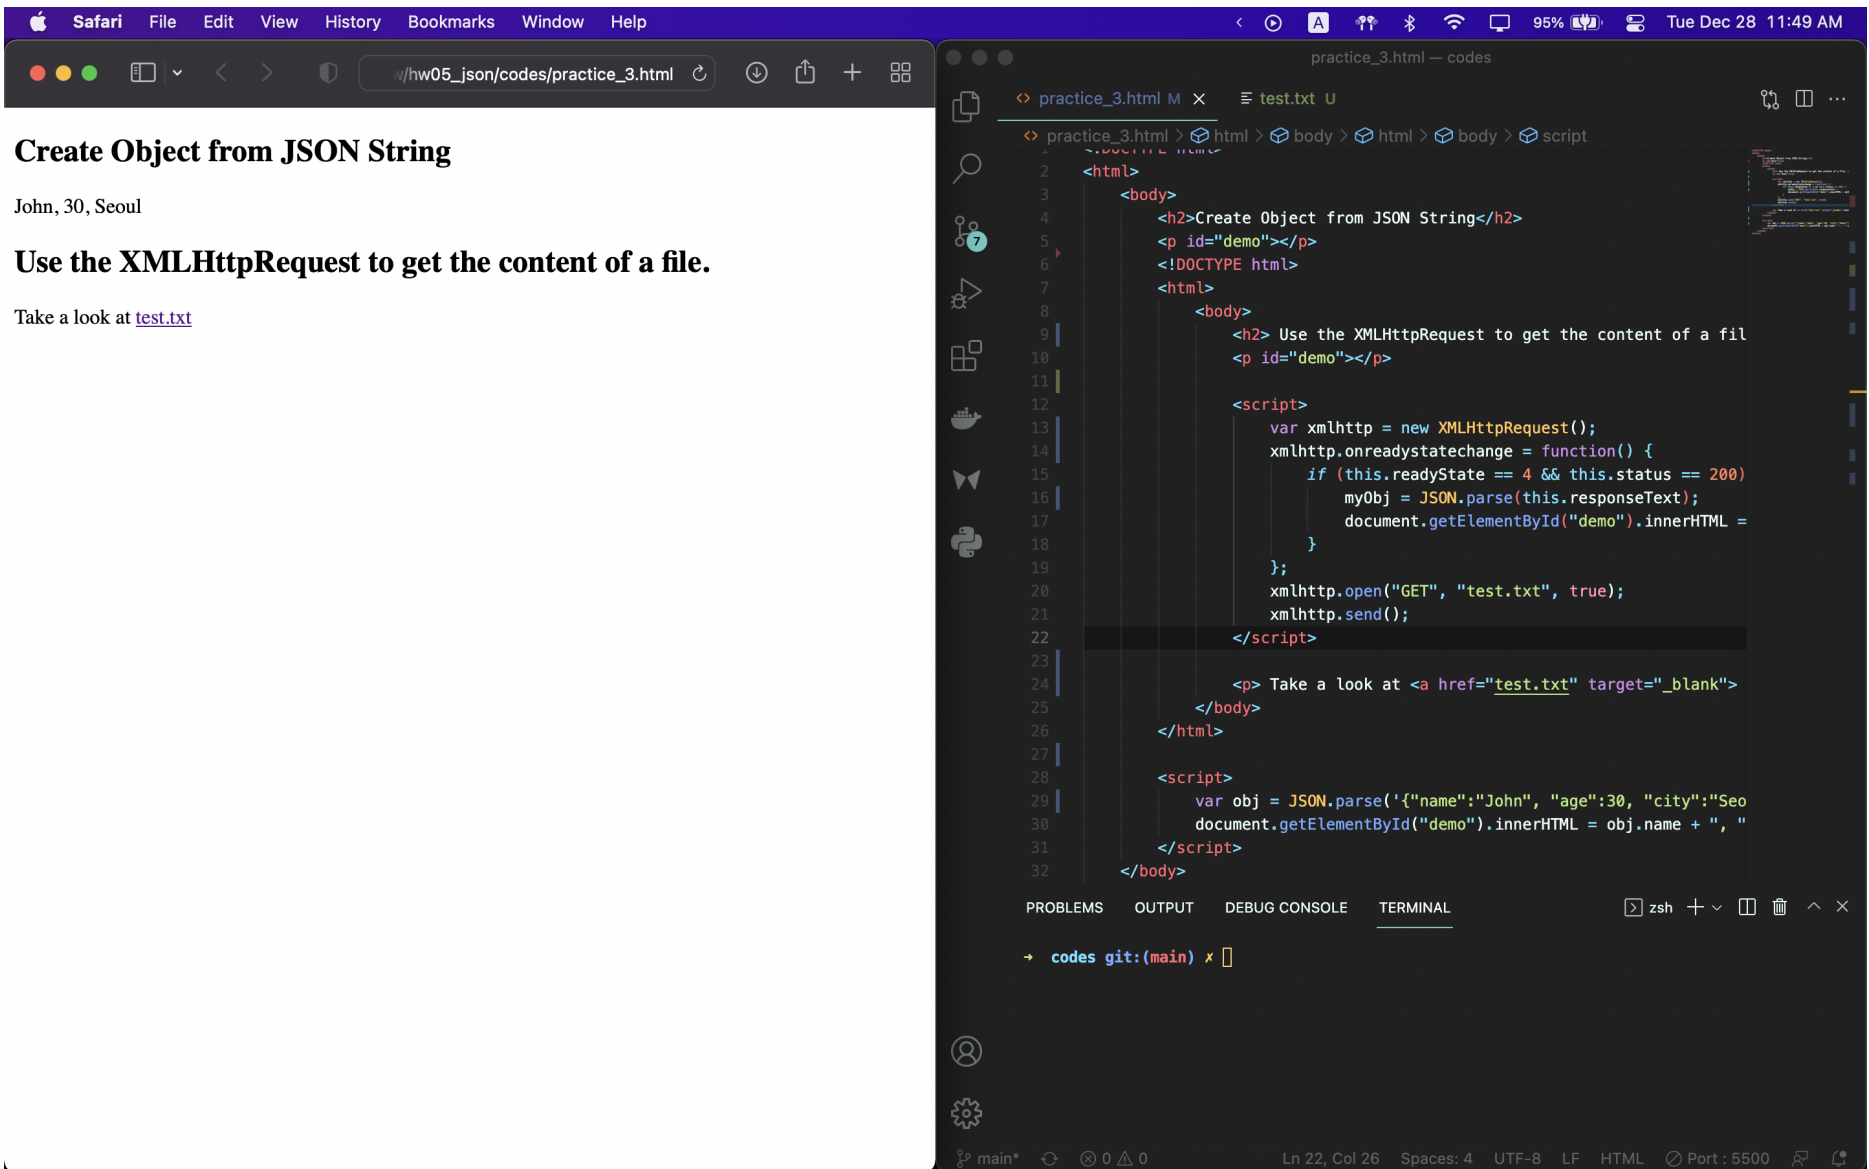 Safari File Edit View History Bookmarks Window Help A 95% Tue Dec 28 11:49 AM
/hw05_json/codes/practice_3.html
Create Object from JSON String
John, 30, Seoul
Use the XMLHttpRequest to get the content of a file.
Take a look at test.txt
practice_3.html — codes
practice_3.html M test.txt U
practice_3.html > html > body > html > body > script
1 <!DOCTYPE html>
2 <html>
3 <body>
4 <h2>Create Object from JSON String</h2>
5 <p id="demo"></p>
6 <!DOCTYPE html>
7 <html>
8 <body>
9 <h2> Use the XMLHttpRequest to get the content of a fil
10 <p id="demo"></p>
11
12 <script>
13 var xmlhttp = new XMLHttpRequest();
14 xmlhttp.onreadystatechange = function() {
15 if (this.readyState == 4 && this.status == 200)
16 myObj = JSON.parse(this.responseText);
17 document.getElementById("demo").innerHTML =
18 }
19 };
20 xmlhttp.open("GET", "test.txt", true);
21 xmlhttp.send();
22 </script>
23
24 <p> Take a look at <a href="test.txt" target="_blank">
25 </body>
26 </html>
27
28 <script>
29 var obj = JSON.parse('{"name":"John", "age":30, "city":"Seo
30 document.getElementById("demo").innerHTML = obj.name + ", "
31 </script>
32 </body>
7
PROBLEMS OUTPUT DEBUG CONSOLE TERMINAL zsh
→ codes git:(main) ✗
main* 0 0 Ln 22, Col 26 Spaces: 4 UTF-8 LF HTML Port : 5500